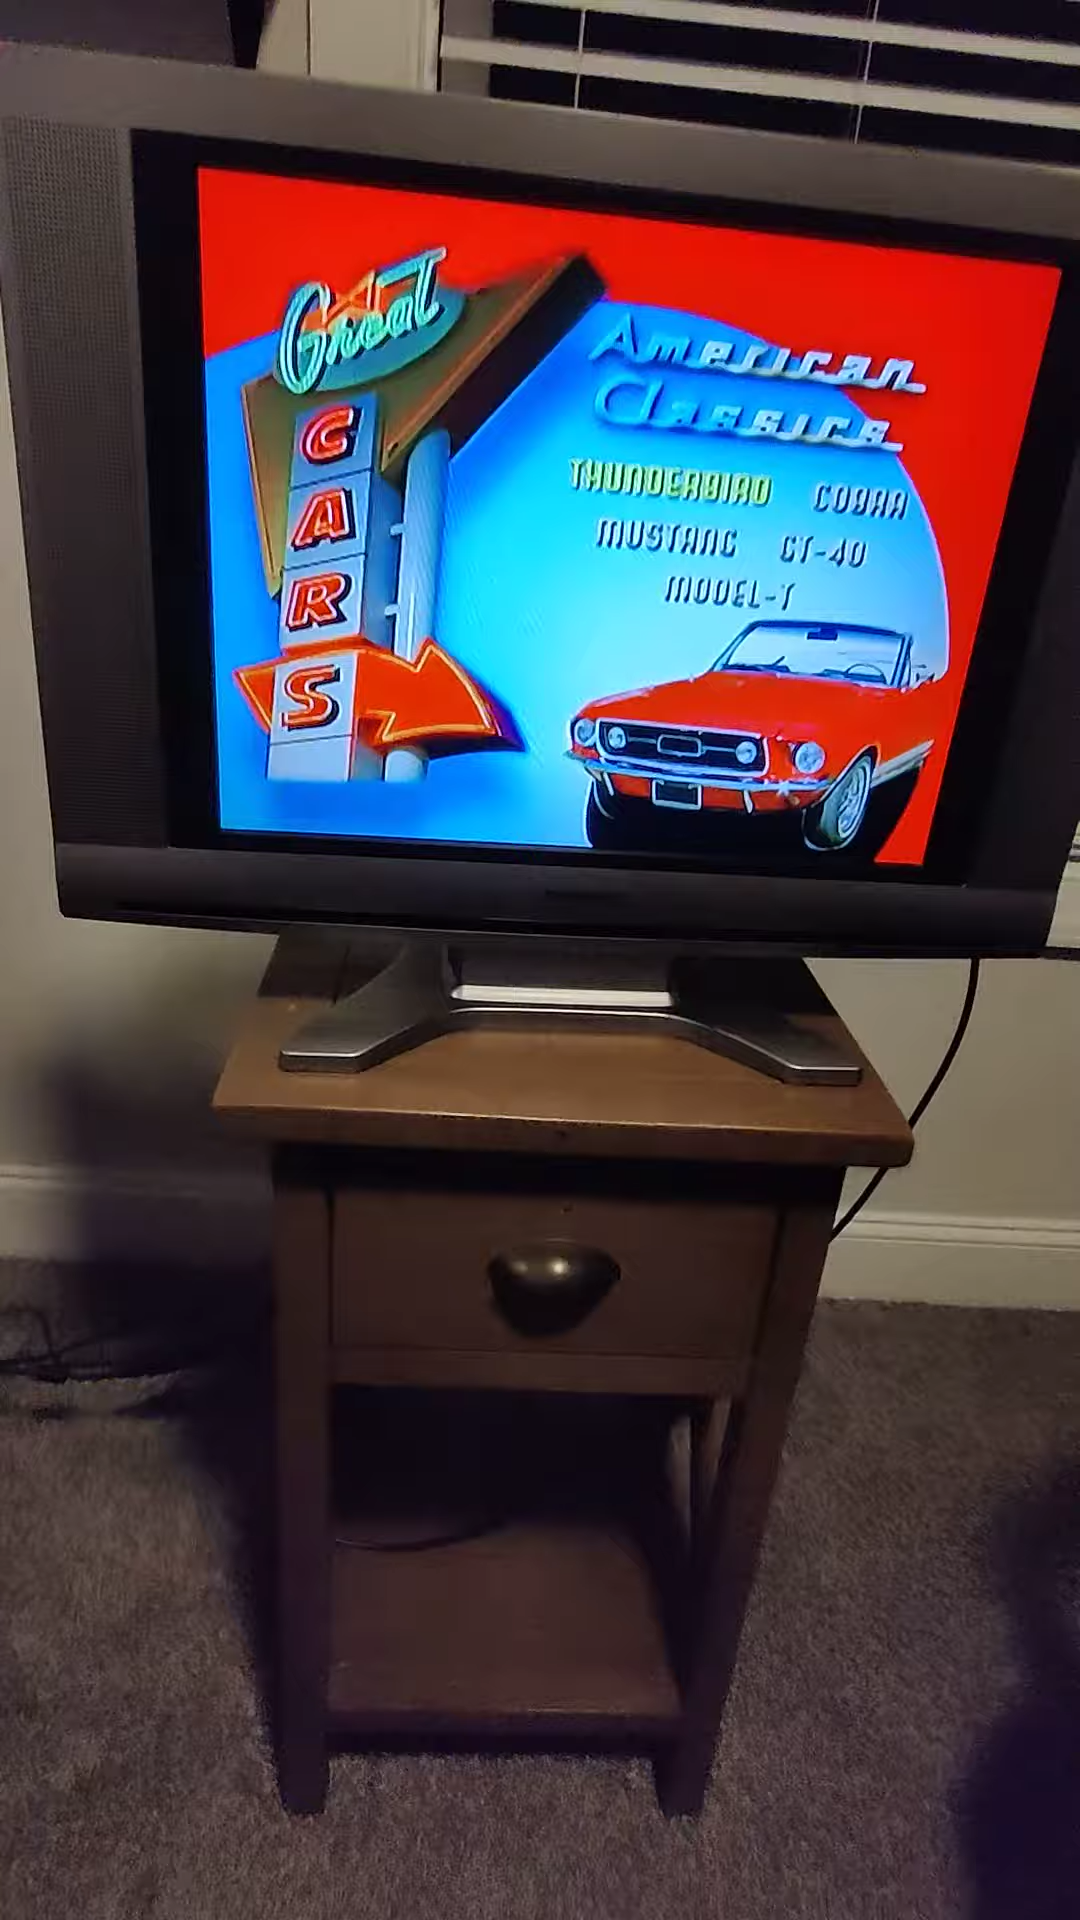 Great
CARS
American
Classics
THUNDERBIRD COBRA
MUSTANG GT-40
MODEL-T